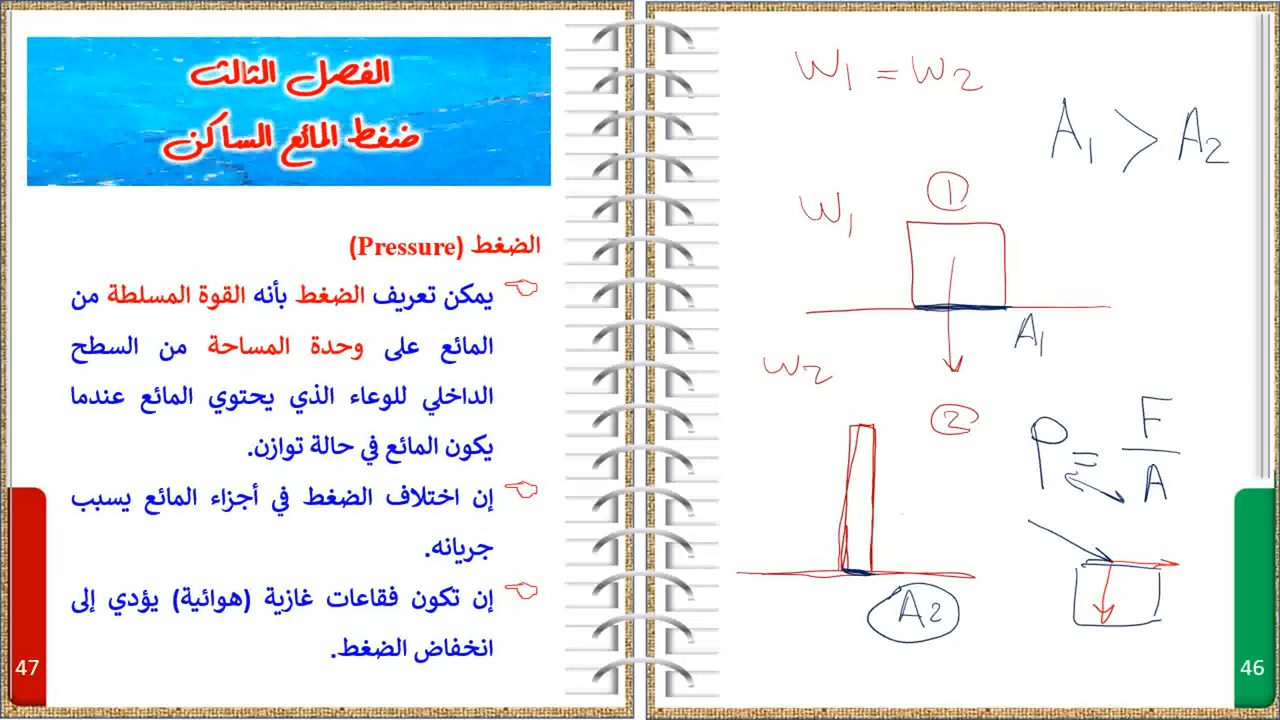 الفصل الثالث
ضغط المائع الساكن
الضغط (Pressure)
يمكن تعريف الضغط بأنه القوة المسلطة من
المائع على وحدة المساحة من السطح
الداخلي للوعاء الذي يحتوي المائع عندما
يكون المائع في حالة توازن.
إن اختلاف الضغط في أجزاء المائع يسبب
جريانه.
إن تكون فقاعات غازية (هوائية) يؤدي إلى
انخفاض الضغط.
47
W1 = W2
A1 > A2
1
W1
A1
W2
2
P = F / A
A2
46